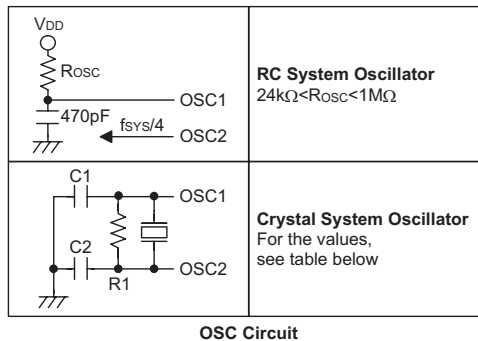 VDD
ROSC
470pF
OSC1
fSYS/4
OSC2
RC System Oscillator
24kΩ<ROSC<1MΩ
C1
OSC1
C2
R1
OSC2
Crystal System Oscillator
For the values,
see table below
OSC Circuit